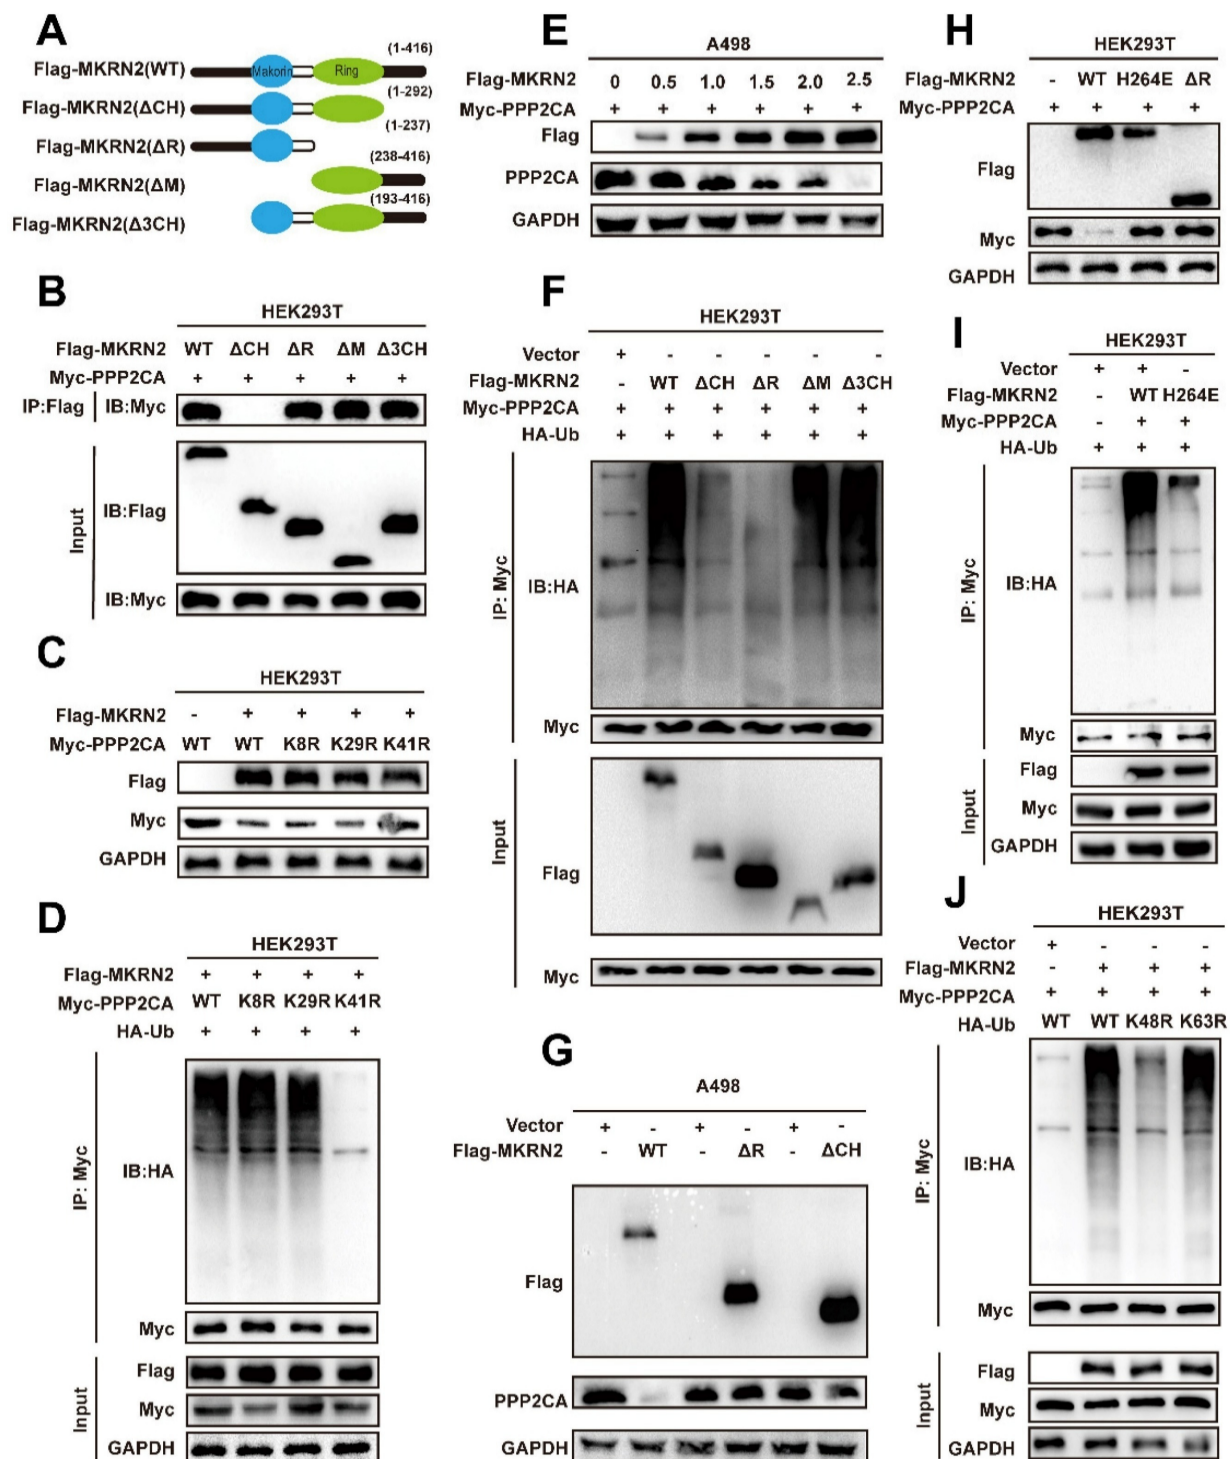 A
(1-416)
Flag-MKRN2(WT)
Makorin
Ring
(1-292)
Flag-MKRN2(ΔCH)
(1-237)
Flag-MKRN2(ΔR)
(238-416)
Flag-MKRN2(ΔM)
(193-416)
Flag-MKRN2(Δ3CH)
B
HEK293T
Flag-MKRN2 WT ΔCH ΔR ΔM Δ3CH
Myc-PPP2CA + + + + +
IP:Flag IB:Myc
Input
IB:Flag
IB:Myc
C
HEK293T
Flag-MKRN2 - + + + +
Myc-PPP2CA WT WT K8R K29R K41R
Flag
Myc
GAPDH
D
HEK293T
Flag-MKRN2 + + + +
Myc-PPP2CA WT K8R K29R K41R
HA-Ub + + + +
IP: Myc
IB:HA
Myc
Input
Flag
Myc
GAPDH
E
A498
Flag-MKRN2 0 0.5 1.0 1.5 2.0 2.5
Myc-PPP2CA + + + + + +
Flag
PPP2CA
GAPDH
F
HEK293T
Vector + - - - - -
Flag-MKRN2 - WT ΔCH ΔR ΔM Δ3CH
Myc-PPP2CA + + + + + +
HA-Ub + + + + + +
IP: Myc
IB:HA
Myc
Input
Flag
Myc
G
A498
Vector + - + - + -
Flag-MKRN2 - WT - ΔR - ΔCH
Flag
PPP2CA
GAPDH
H
HEK293T
Flag-MKRN2 - WT H264E ΔR
Myc-PPP2CA + + + +
Flag
Myc
GAPDH
I
HEK293T
Vector + + -
Flag-MKRN2 - WT H264E
Myc-PPP2CA - + +
HA-Ub + + +
IP: Myc
IB:HA
Myc
Input
Flag
Myc
GAPDH
J
HEK293T
Vector + - - -
Flag-MKRN2 - + + +
Myc-PPP2CA + + + +
HA-Ub WT WT K48R K63R
IP: Myc
IB:HA
Myc
Input
Flag
Myc
GAPDH